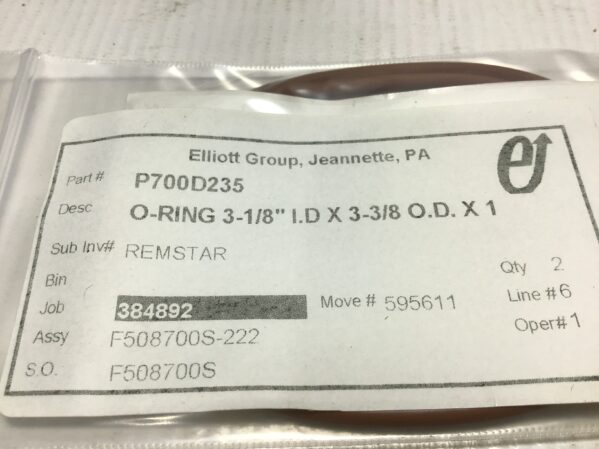 Elliott Group, Jeannette, PA
Part # P700D235
Desc O-RING 3-1/8" I.D X 3-3/8 O.D. X 1
Sub Inv# REMSTAR
Bin Qty 2
Job 384892 Move # 595611 Line #6
Assy F508700S-222 Oper# 1
S.O. F508700S